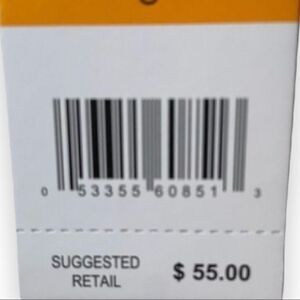 0 53355 60851 3
SUGGESTED
RETAIL
$ 55.00